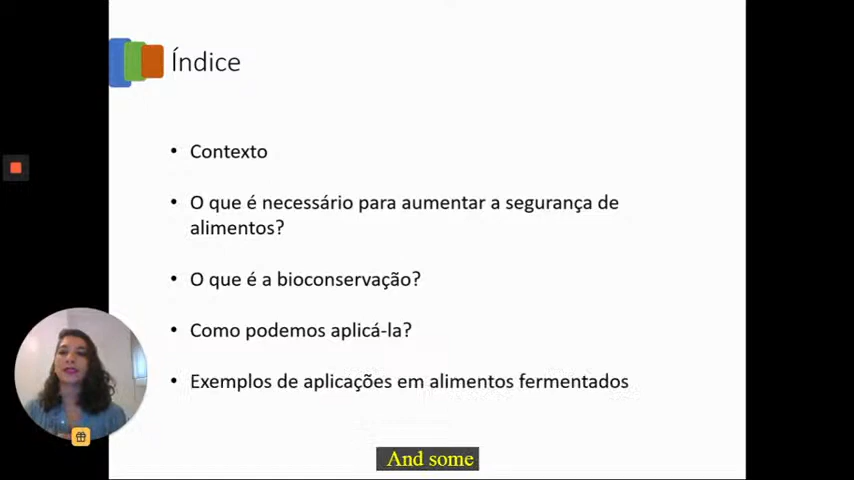 Índice
• Contexto
• O que é necessário para aumentar a segurança de
alimentos?
• O que é a bioconservação?
• Como podemos aplicá-la?
• Exemplos de aplicações em alimentos fermentados
And some